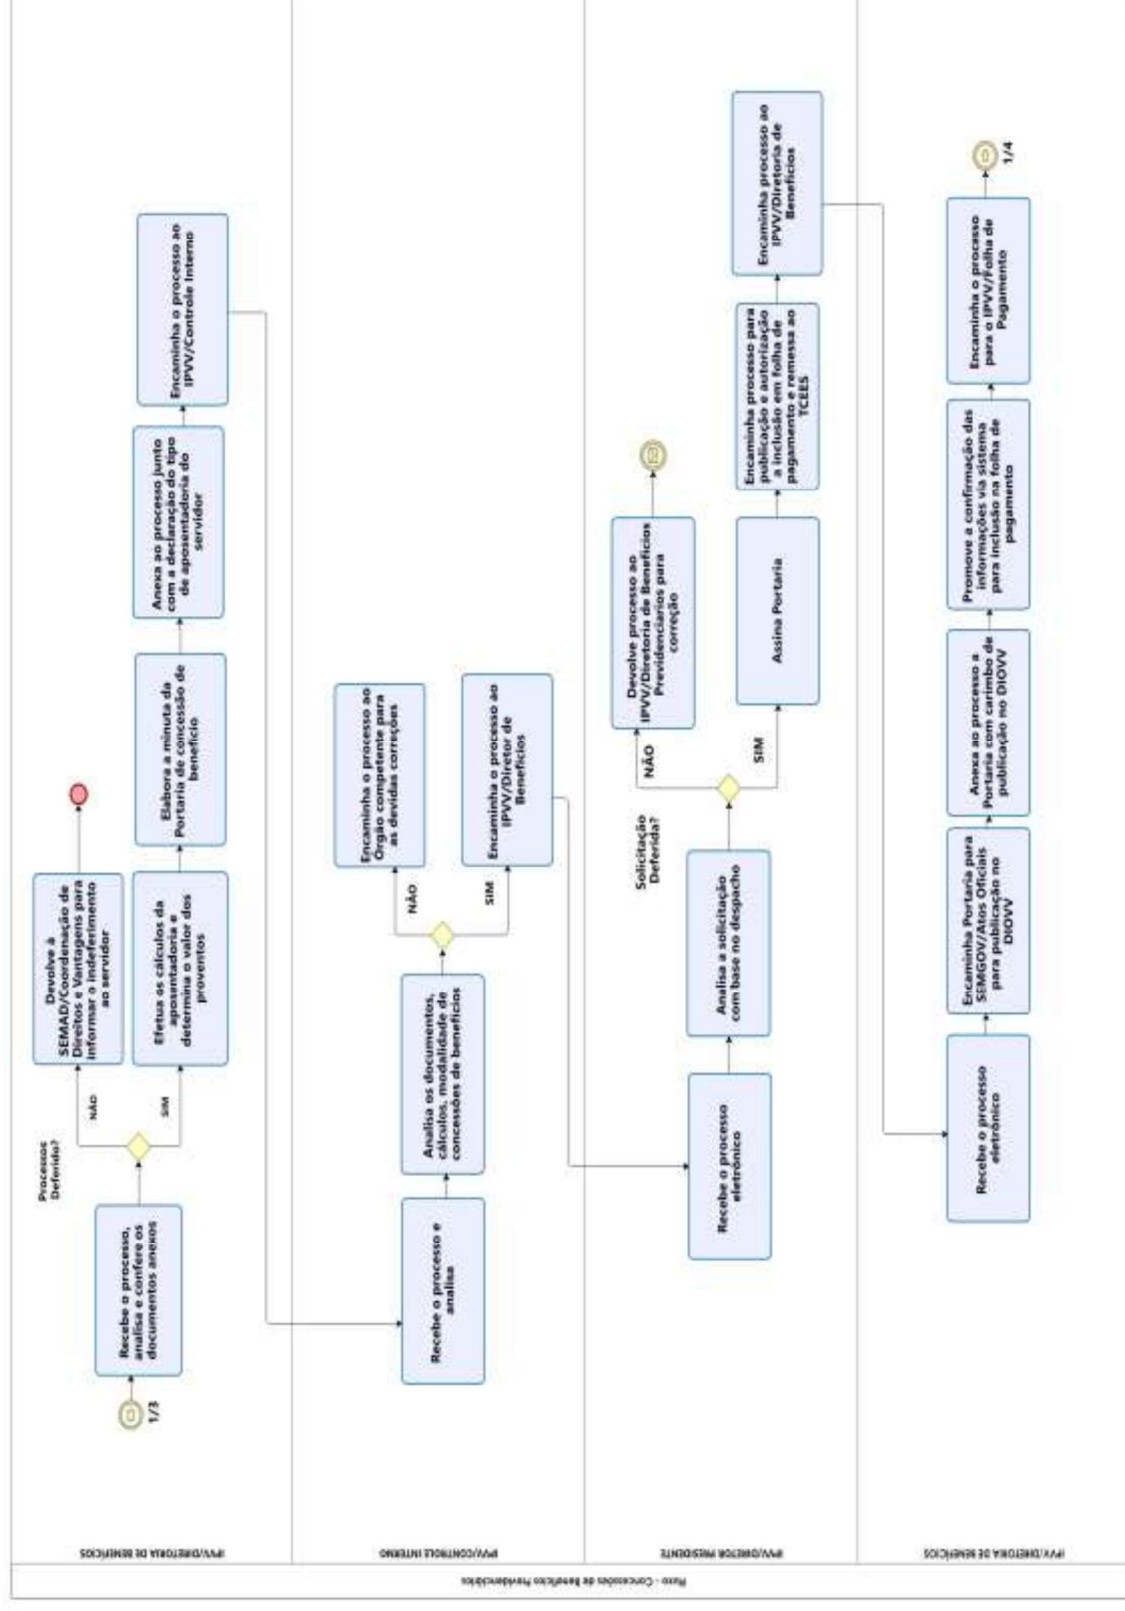 Fluxo - Concessões de Benefícios Previdenciários
IPVV/DIRETORIA DE BENEFÍCIOS
1/3
Recebe o processo,
analisa e confere os
documentos anexos
Processos
Deferido?
NÃO
Devolve à
SEMAD/Coordenação de
Direitos e Vantagens para
informar o indeferimento
ao servidor
SIM
Efetua os cálculos da
aposentadoria e
determina o valor dos
proventos
Elabora a minuta da
Portaria de concessão de
benefício
Anexa ao processo junto
com a declaração do tipo
de aposentadoria do
servidor
Encaminha o processo ao
IPVV/Controle Interno
IPVV/CONTROLE INTERNO
Recebe o processo e
analisa
Analisa os documentos,
cálculos, modalidade de
concessões de benefícios
NÃO
Encaminha o processo ao
Órgão competente para
as devidas correções
SIM
Encaminha o processo ao
IPVV/Diretor de
Benefícios
IPVV/DIRETOR PRESIDENTE
Recebe o processo
eletrônico
Analisa a solicitação
com base no despacho
Solicitação
Deferida?
NÃO
Devolve processo ao
IPVV/Diretoria de Benefícios
Previdenciarios para
correção
SIM
Assina Portaria
Encaminha processo para
publicação e autorização
a inclusão em folha de
pagamento e remessa ao
TCEES
Encaminha processo ao
IPVV/Diretoria de
Benefícios
IPVV/DIRETORIA DE BENEFÍCIOS
Recebe o processo
eletrônico
Encaminha Portaria para
SEMGOV/Atos Oficiais
para publicação no
DIOVV
Anexa ao processo a
Portaria com carimbo de
publicação no DIOVV
Promove a confirmação das
informações via sistema
para inclusão na folha de
pagamento
Encaminha o processo
para o IPVV/Folha de
Pagamento
1/4